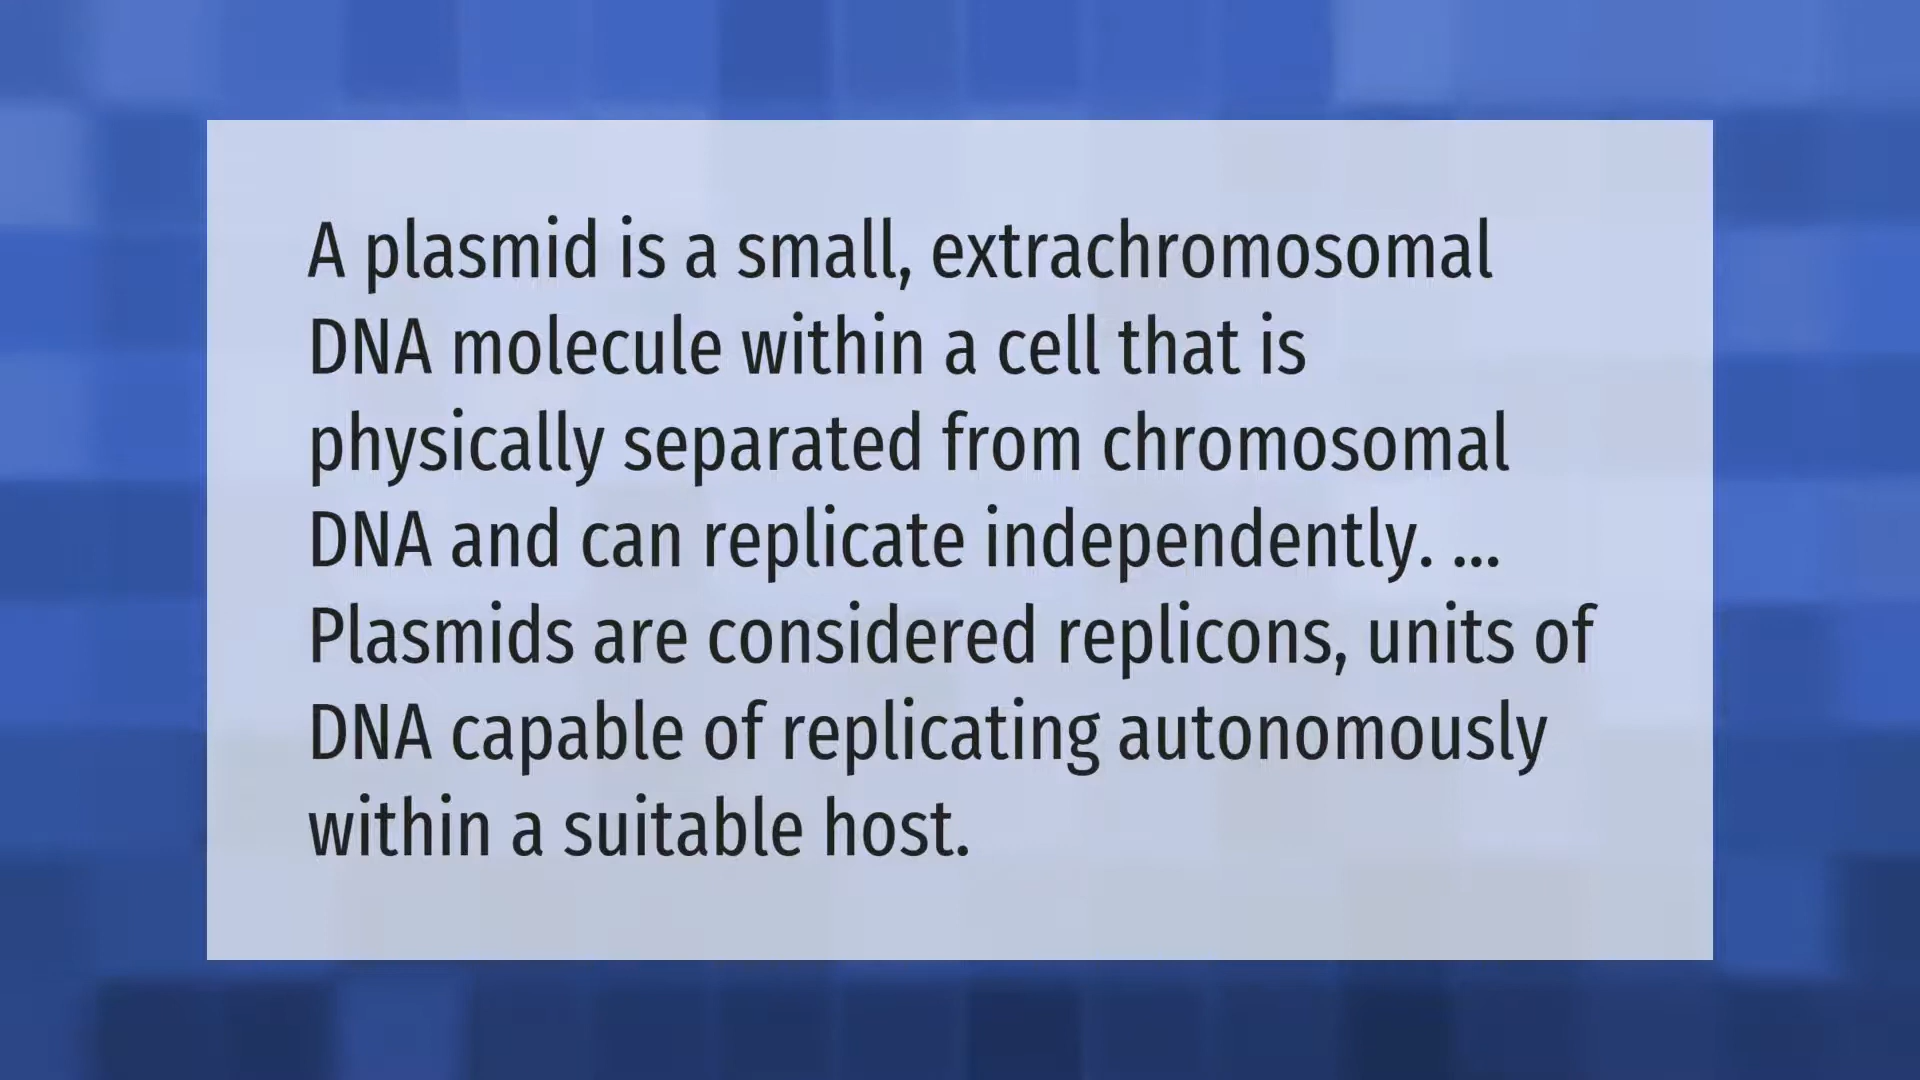 A plasmid is a small, extrachromosomal
DNA molecule within a cell that is
physically separated from chromosomal
DNA and can replicate independently. ...
Plasmids are considered replicons, units of
DNA capable of replicating autonomously
within a suitable host.